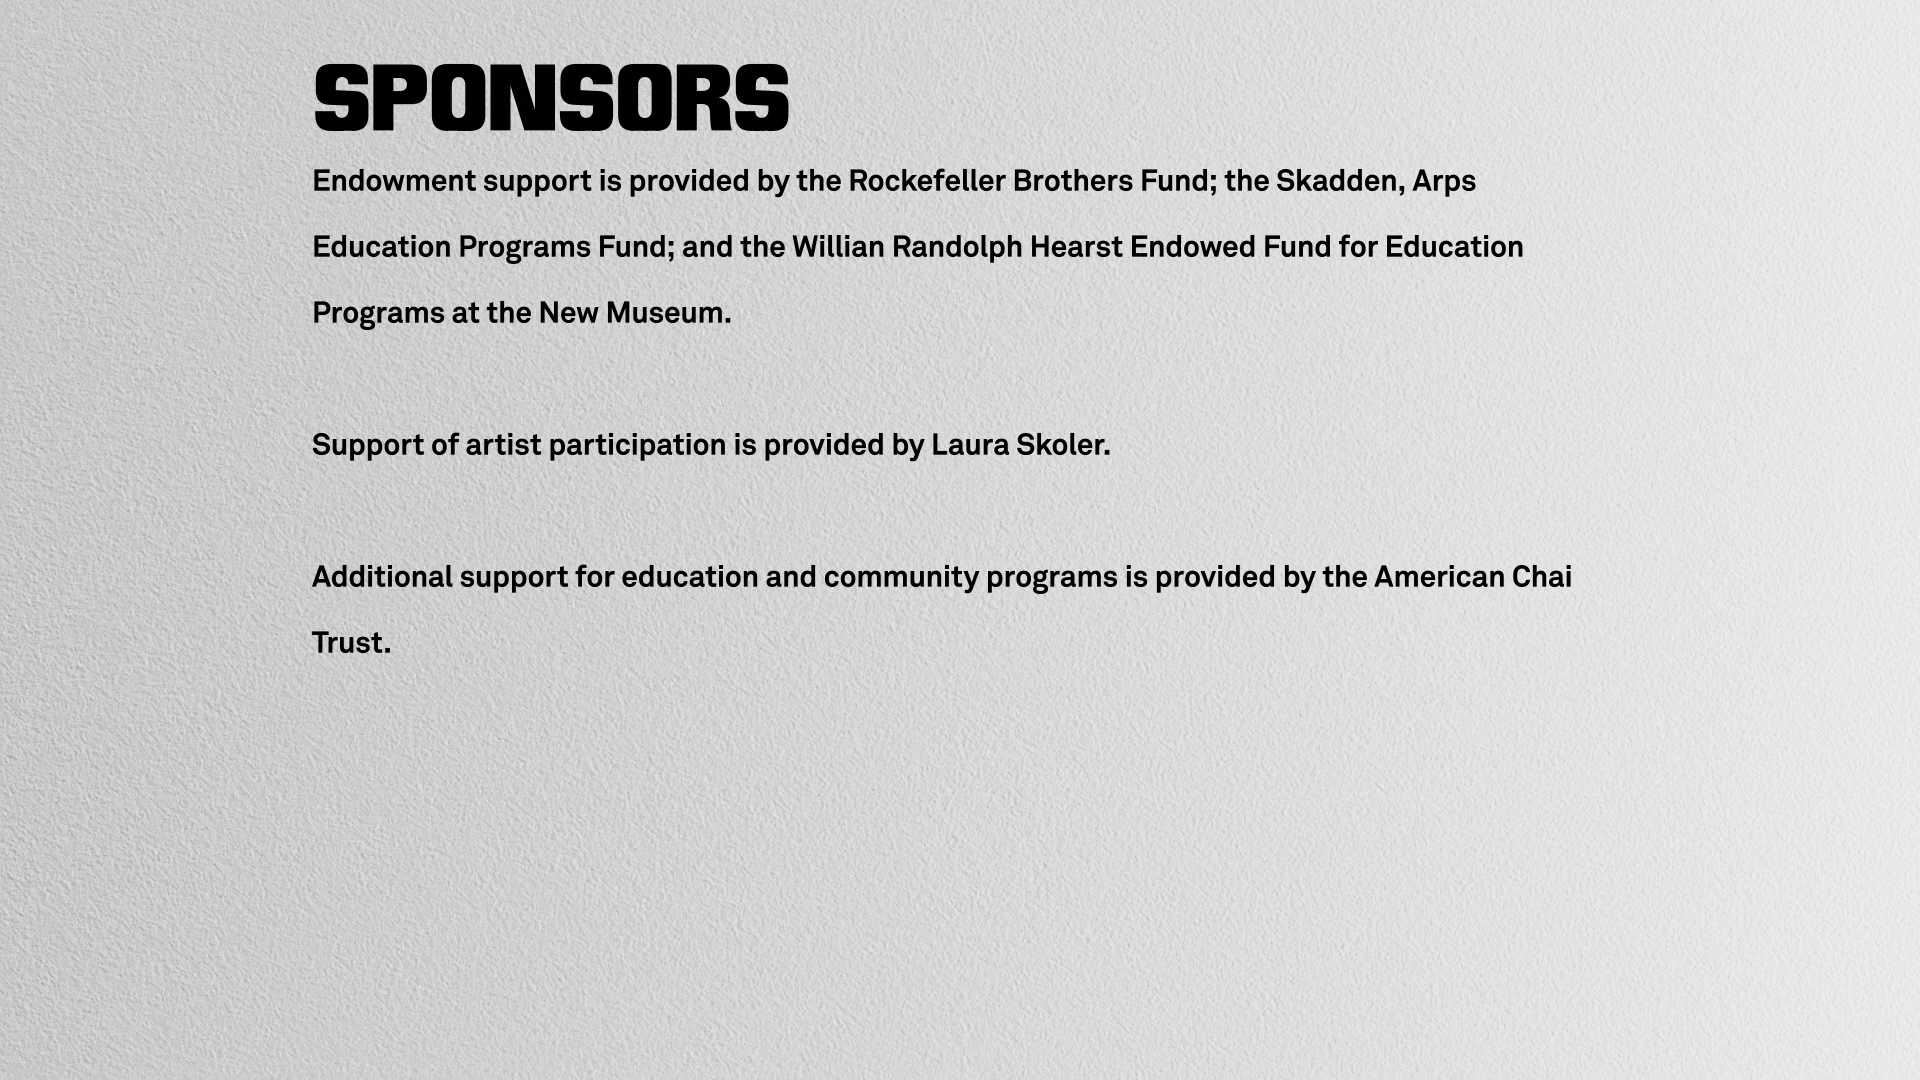 SPONSORS
Endowment support is provided by the Rockefeller Brothers Fund; the Skadden, Arps
Education Programs Fund; and the Willian Randolph Hearst Endowed Fund for Education
Programs at the New Museum.
Support of artist participation is provided by Laura Skoler.
Additional support for education and community programs is provided by the American Chai
Trust.